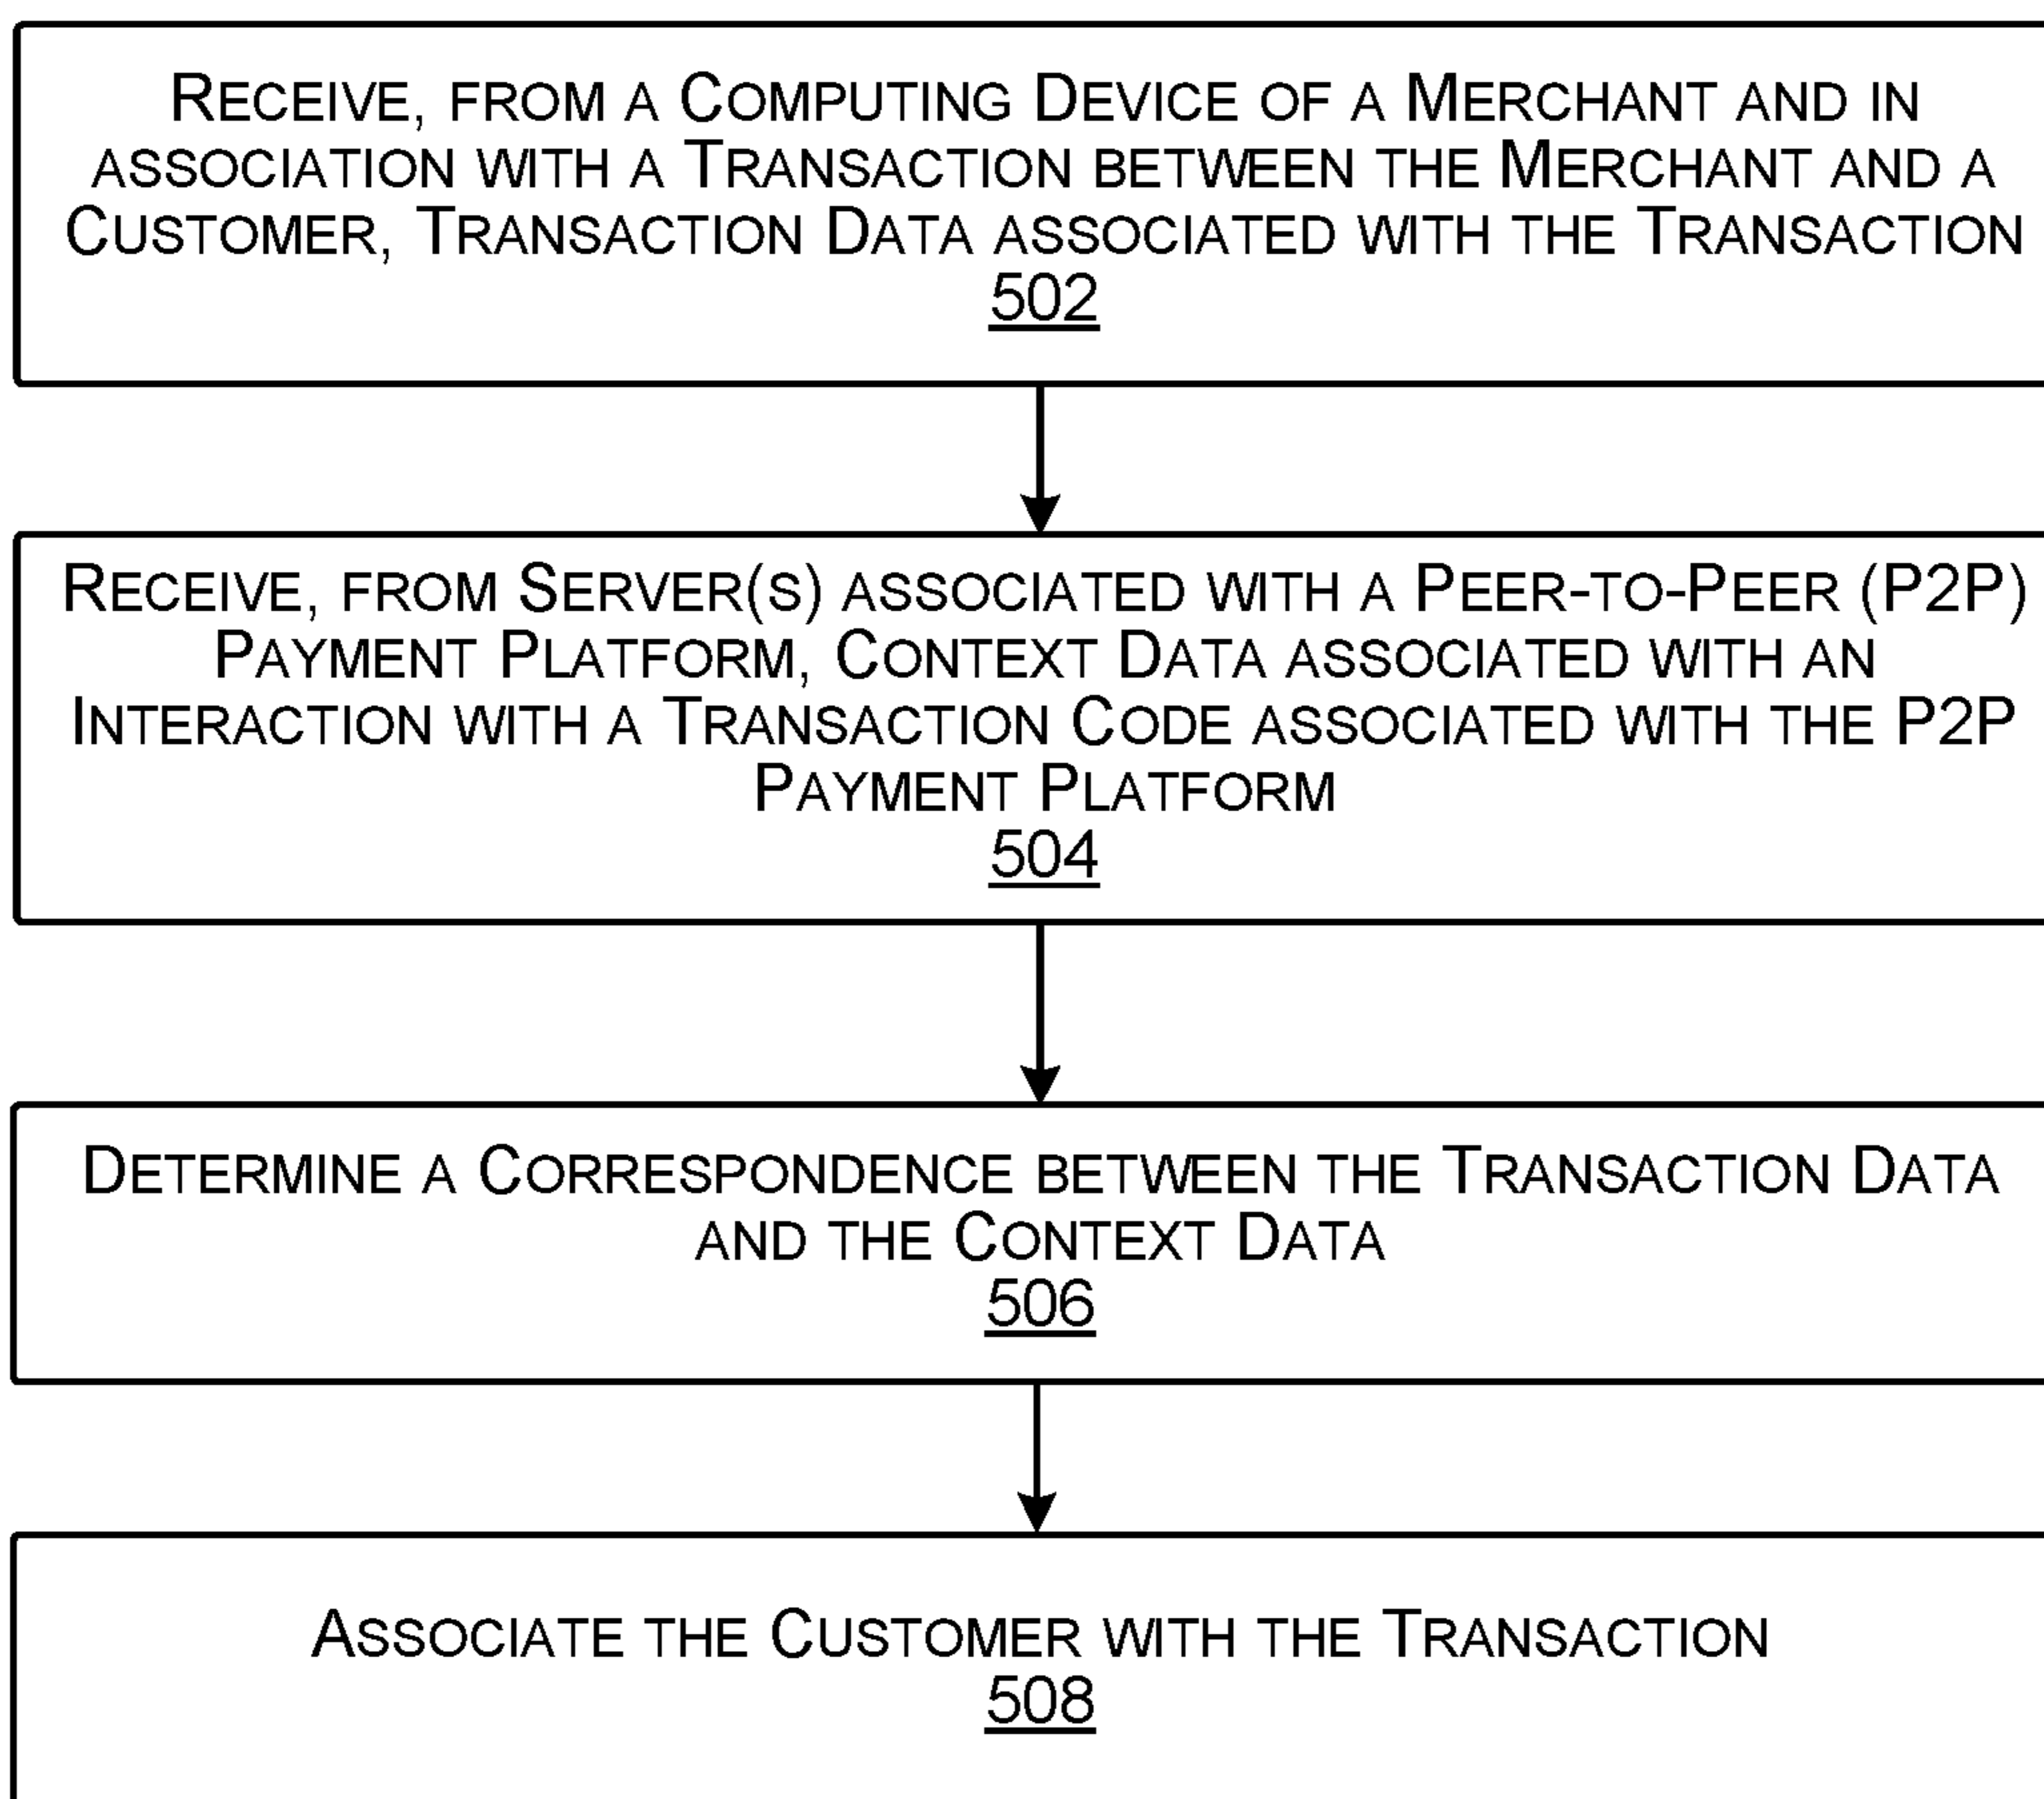 Receive, from a Computing Device of a Merchant and in
association with a Transaction between the Merchant and a
Customer, Transaction Data associated with the Transaction
502
Receive, from Server(s) associated with a Peer-to-Peer (P2P)
Payment Platform, Context Data associated with an
Interaction with a Transaction Code associated with the P2P
Payment Platform
504
Determine a Correspondence between the Transaction Data
and the Context Data
506
Associate the Customer with the Transaction
508